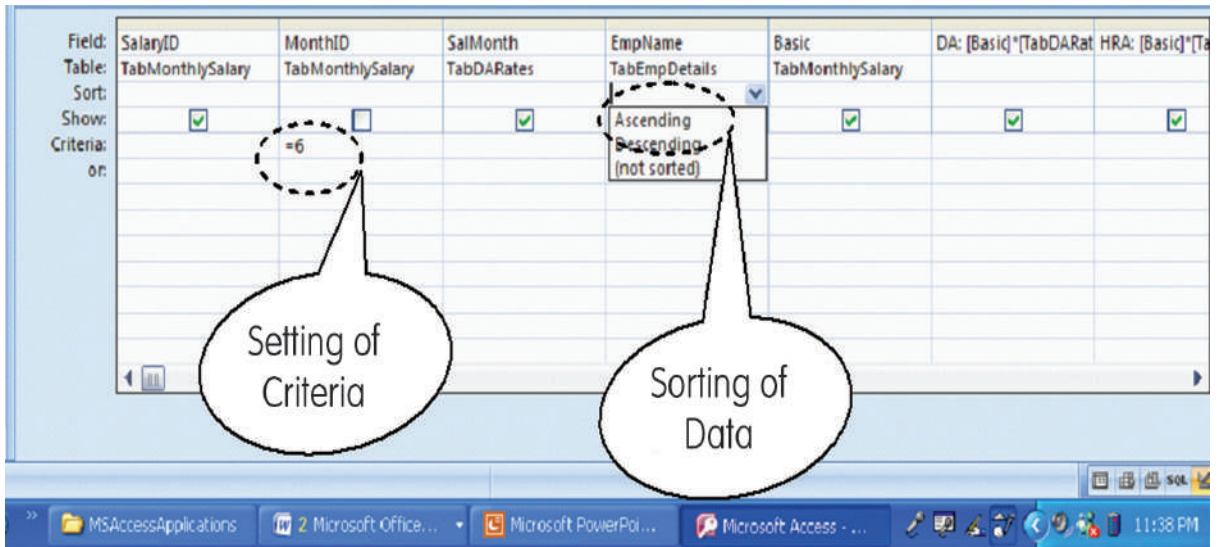 Field: SalaryID MonthID SalMonth EmpName Basic DA: [Basic]*[TabDARat HRA: [Basic]*[Ta
Table: TabMonthlySalary TabMonthlySalary TabDARates TabEmpDetails TabMonthlySalary
Sort:
Show: Ascending
Criteria: =6 Descending
or: (not sorted)
Setting of
Criteria
Sorting of
Data
SQL
» MSAccessApplications 2 Microsoft Office... Microsoft PowerPoi... Microsoft Access - ... 11:38 PM